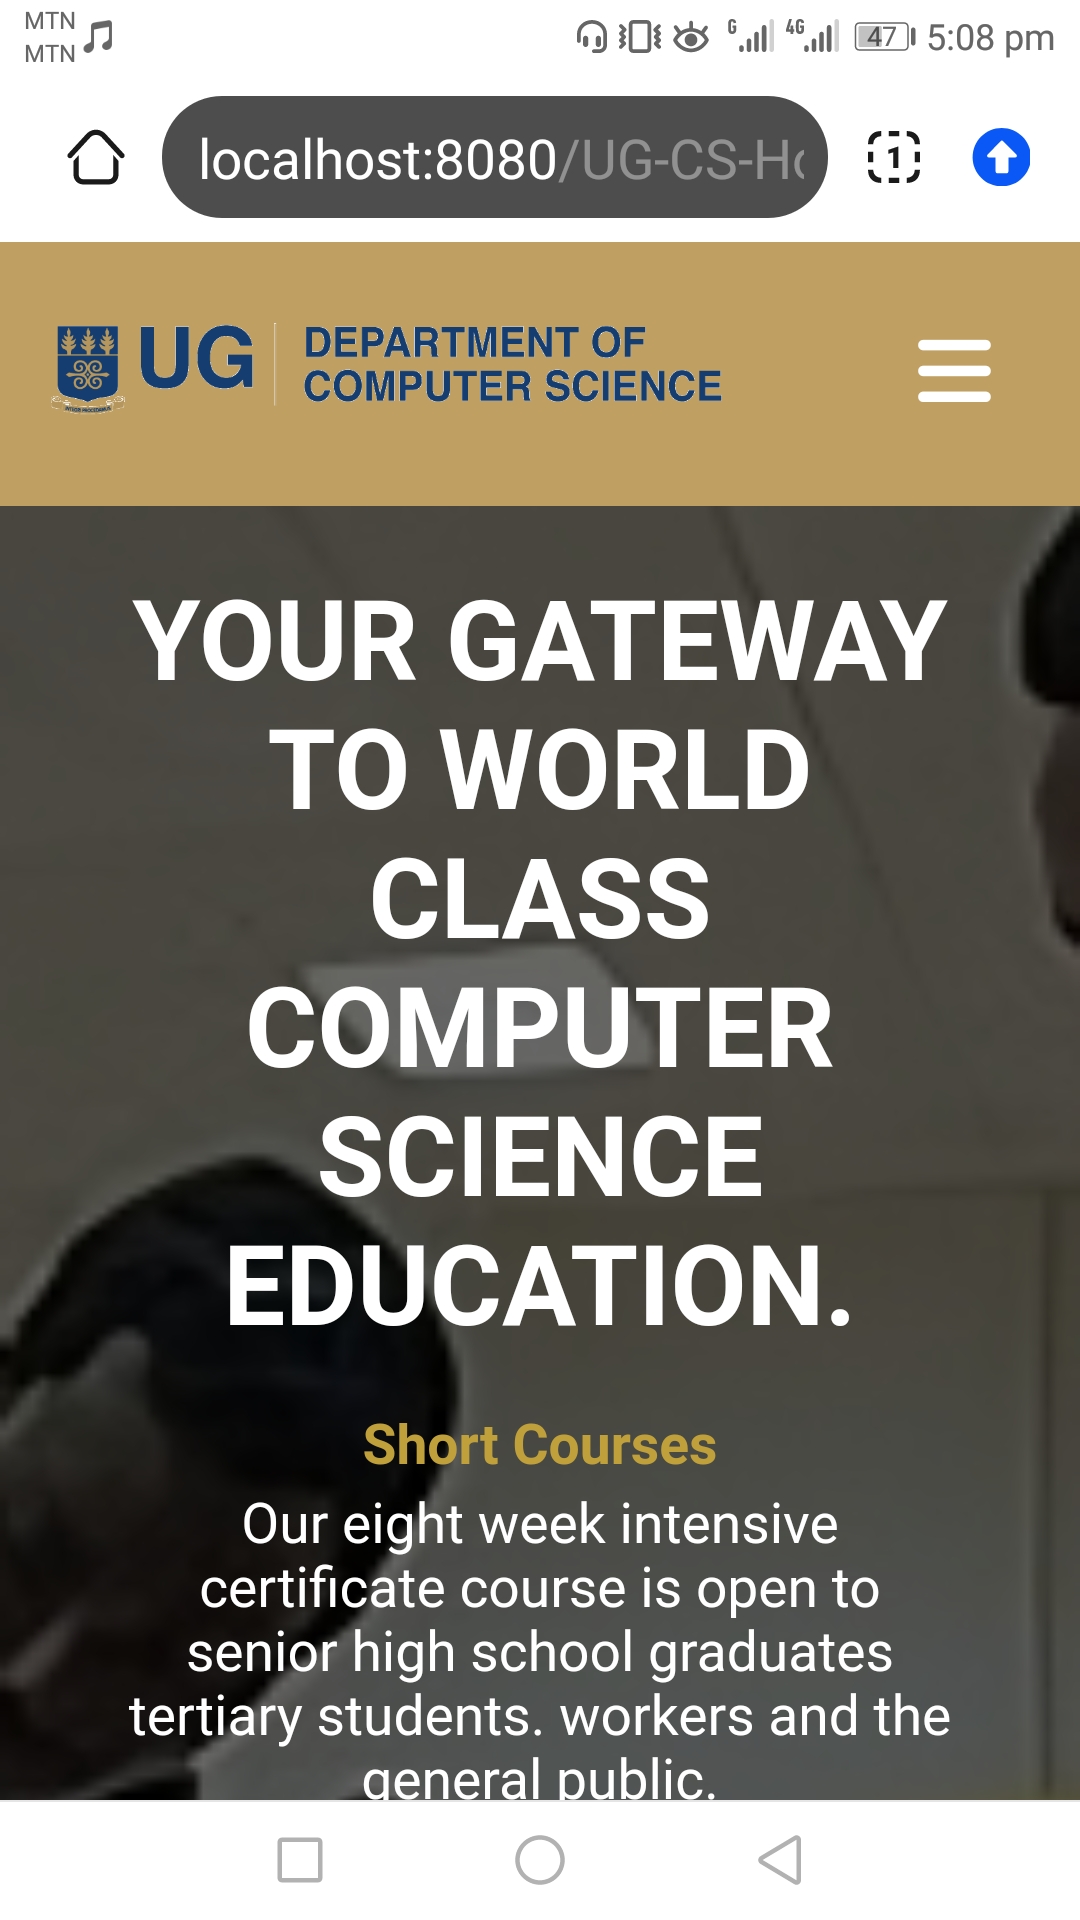 MTN
MTN
G
4G
47
5:08 pm
localhost:8080/UG-CS-Ho
1
UG
DEPARTMENT OF
COMPUTER SCIENCE
YOUR GATEWAY
TO WORLD
CLASS
COMPUTER
SCIENCE
EDUCATION.
Short Courses
Our eight week intensive
certificate course is open to
senior high school graduates
tertiary students. workers and the
general public.